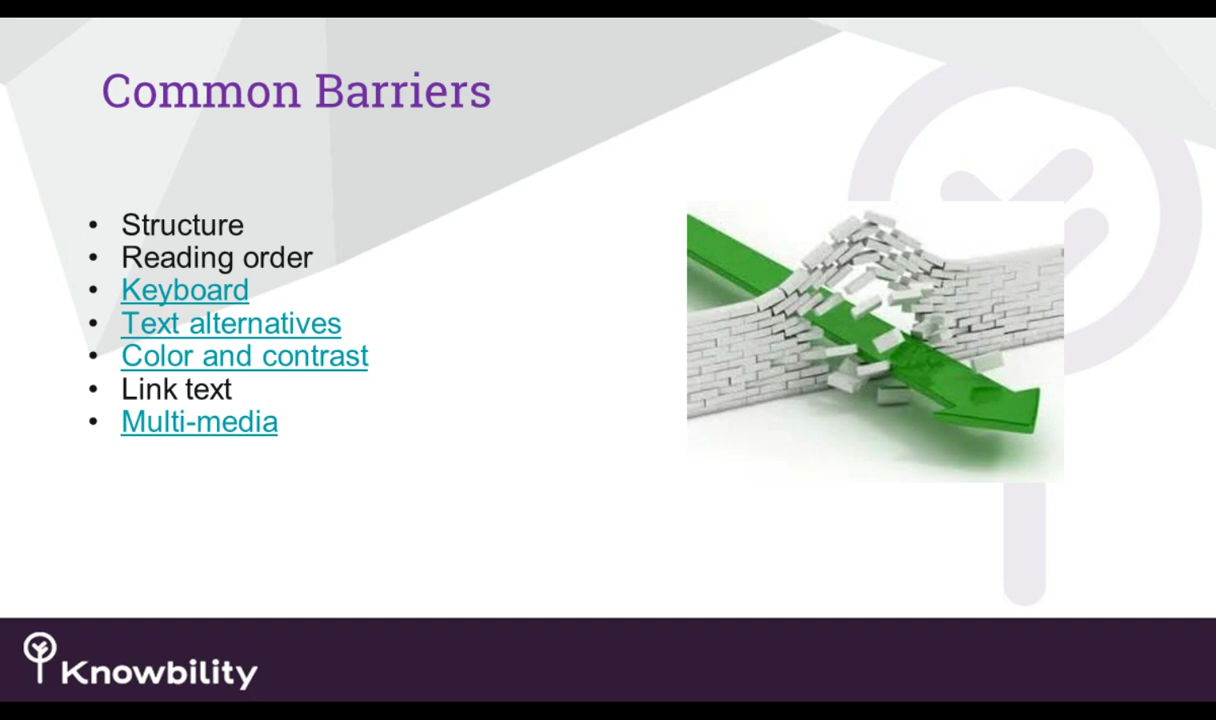 Common Barriers
• Structure
• Reading order
• Keyboard
• Text alternatives
• Color and contrast
• Link text
• Multi-media
Knowbility